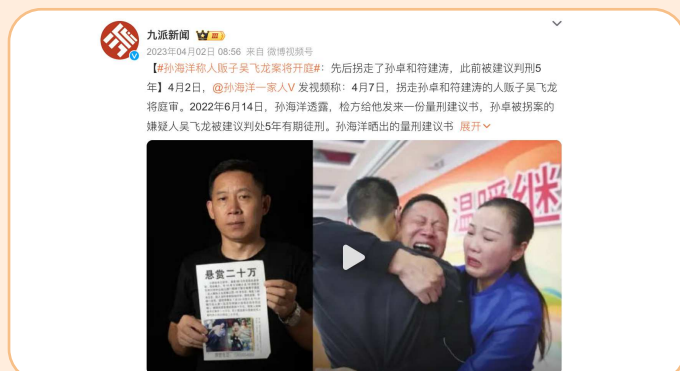 九派新闻
2023年04月02日 08:56 来自 微博视频号
【#孙海洋称人贩子吴飞龙案将开庭#：先后拐走了孙卓和符建涛，此前被建议判刑5
年】4月2日，@孙海洋一家人V 发视频称：4月7日，拐走孙卓和符建涛的人贩子吴飞龙
将庭审。2022年6月14日，孙海洋透露，检方给他发来一份量刑建议书，孙卓被拐案的
嫌疑人吴飞龙被建议判处5年有期徒刑。孙海洋晒出的量刑建议书 展开
悬赏二十万
温暖继